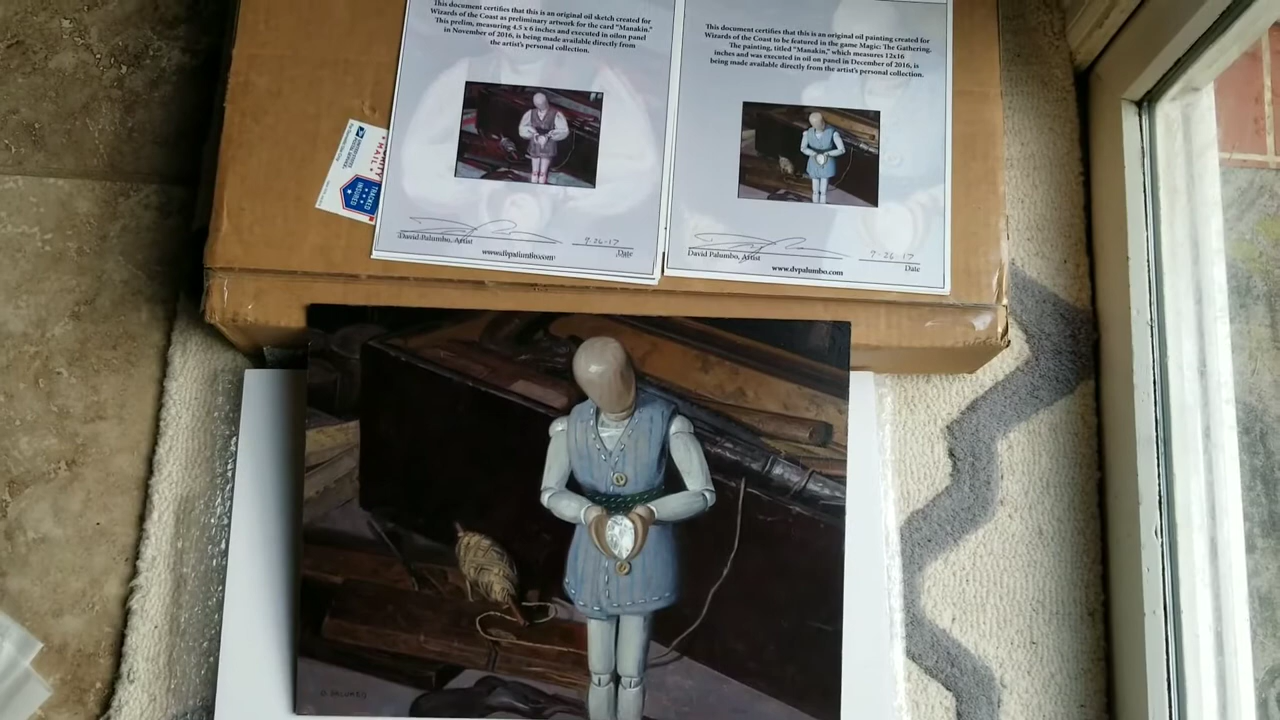 This document certifies that this is an original oil sketch created for
Wizards of the Coast as preliminary artwork for the card "Manakin."
This prelim, measuring 4.5 x 6 inches and executed in oilon panel
in November of 2016, is being made available directly from
the artist's personal collection.
David Palumbo, Artist
9-26-17
Date
www.dvpalumbo.com
This document certifies that this is an original oil painting created for
Wizards of the Coast to be featured in the game Magic: The Gathering.
The painting, titled "Manakin," which measures 12x16
inches and was executed in oil on panel in December of 2016, is
being made available directly from the artist's personal collection.
David Palumbo, Artist
9-26-17
Date
www.dvpalumbo.com
MAIL
TRACKED
INSURED
D. PALUMBO